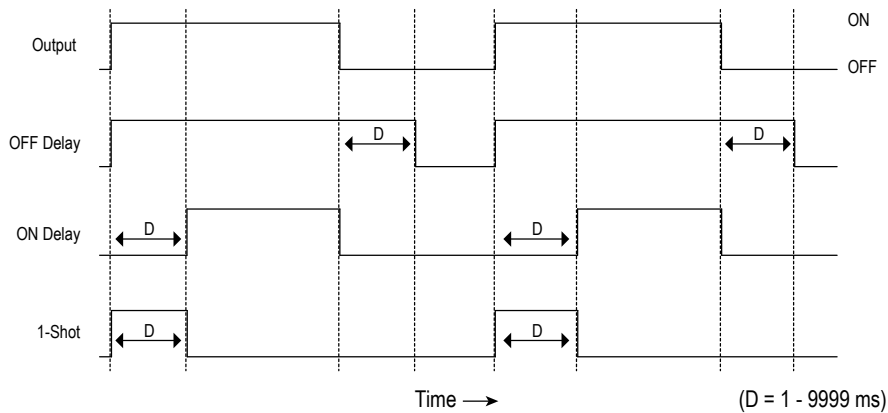 Output
ON
OFF
OFF Delay
D
D
ON Delay
D
D
1-Shot
D
D
Time →
(D = 1 - 9999 ms)